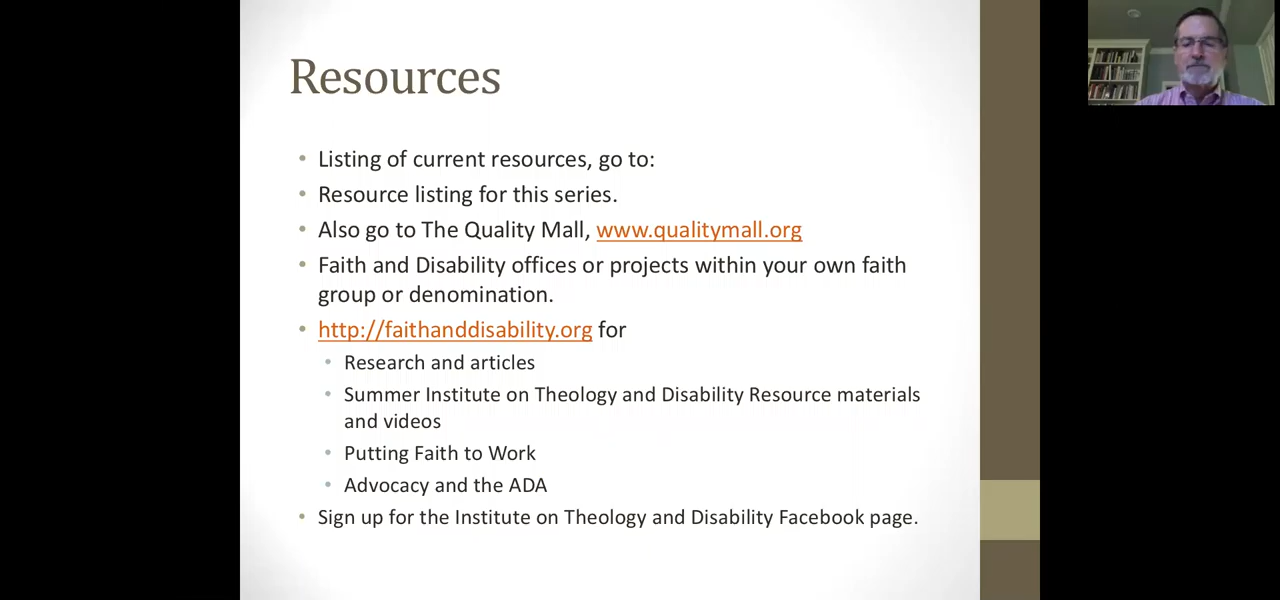 Resources
• Listing of current resources, go to:
• Resource listing for this series.
• Also go to The Quality Mall, www.qualitymall.org
• Faith and Disability offices or projects within your own faith
group or denomination.
• http://faithanddisability.org for
• Research and articles
• Summer Institute on Theology and Disability Resource materials
and videos
• Putting Faith to Work
• Advocacy and the ADA
• Sign up for the Institute on Theology and Disability Facebook page.